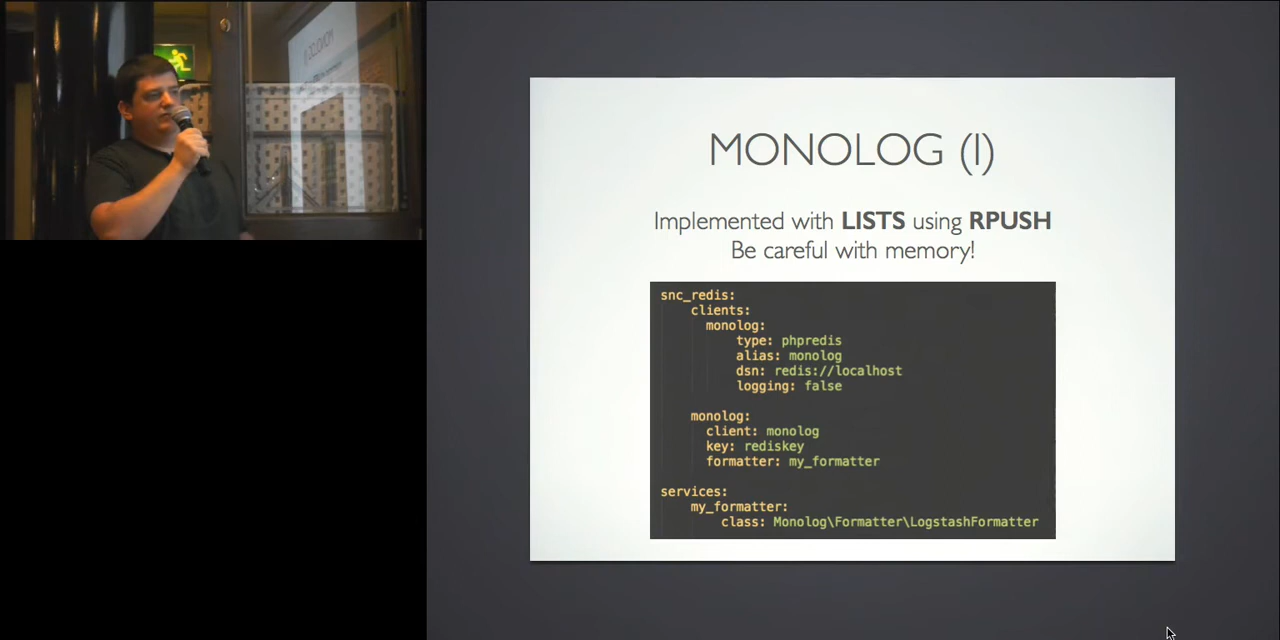 MONOLOG (I)
Implemented with LISTS using RPUSH
Be careful with memory!
snc_redis:
clients:
monolog:
type: phpredis
alias: monolog
dsn: redis://localhost
logging: false
monolog:
client: monolog
key: rediskey
formatter: my_formatter
services:
my_formatter:
class: Monolog\Formatter\LogstashFormatter